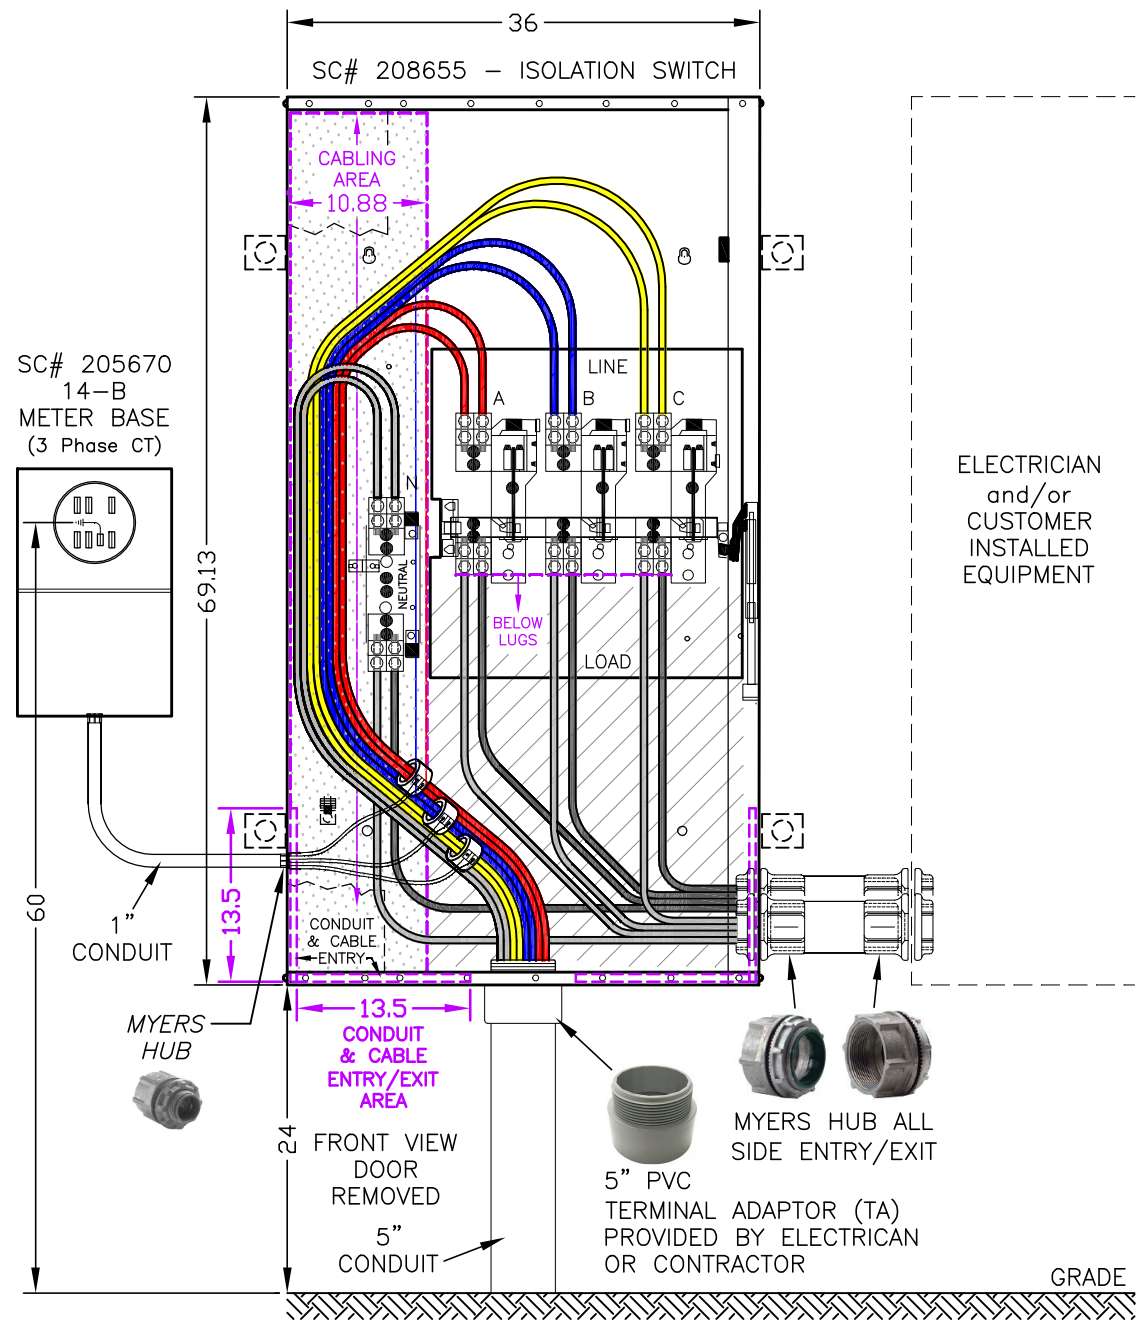 36
SC# 208655 – ISOLATION SWITCH
CABLING
AREA
10.88
SC# 205670
14–B
METER BASE
(3 Phase CT)
LINE
A
B
C
N
NEUTRAL
69.13
BELOW
LUGS
LOAD
ELECTRICIAN
and/or
CUSTOMER
INSTALLED
EQUIPMENT
60
1"
CONDUIT
13.5
CONDUIT
& CABLE
ENTRY
MYERS
HUB
13.5
CONDUIT
& CABLE
ENTRY/EXIT
AREA
24
FRONT VIEW
DOOR
REMOVED
5"
CONDUIT
5" PVC
TERMINAL ADAPTOR (TA)
PROVIDED BY ELECTRICAN
OR CONTRACTOR
MYERS HUB ALL
SIDE ENTRY/EXIT
GRADE